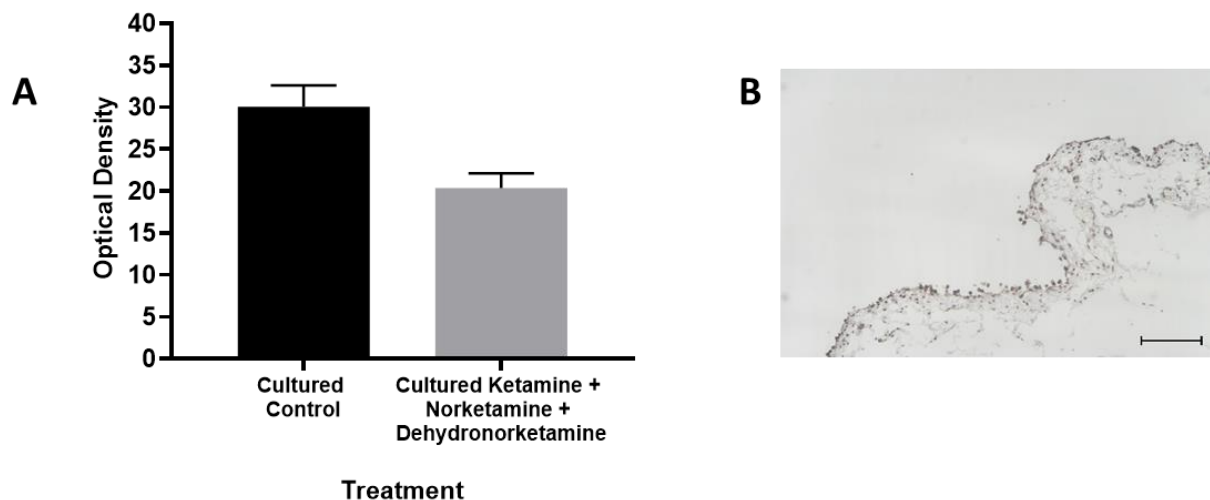 A
Optical Density
40
35
30
25
20
15
10
5
0
Cultured
Control
Cultured Ketamine +
Norketamine +
Dehydronorketamine
Treatment
B